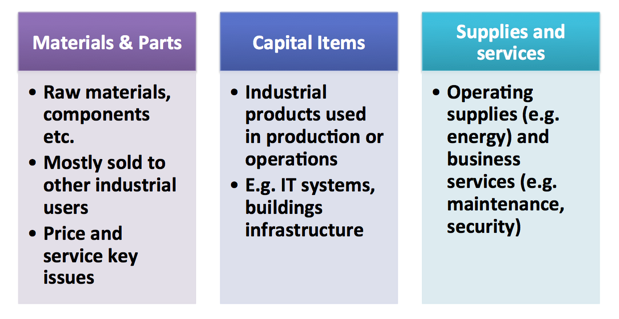 Materials & Parts
• Raw materials,
components
etc.
• Mostly sold to
other industrial
users
• Price and
service key
issues
Capital Items
• Industrial
products used
in production or
operations
• E.g. IT systems,
buildings
infrastructure
Supplies and
services
• Operating
supplies (e.g.
energy) and
business
services (e.g.
maintenance,
security)